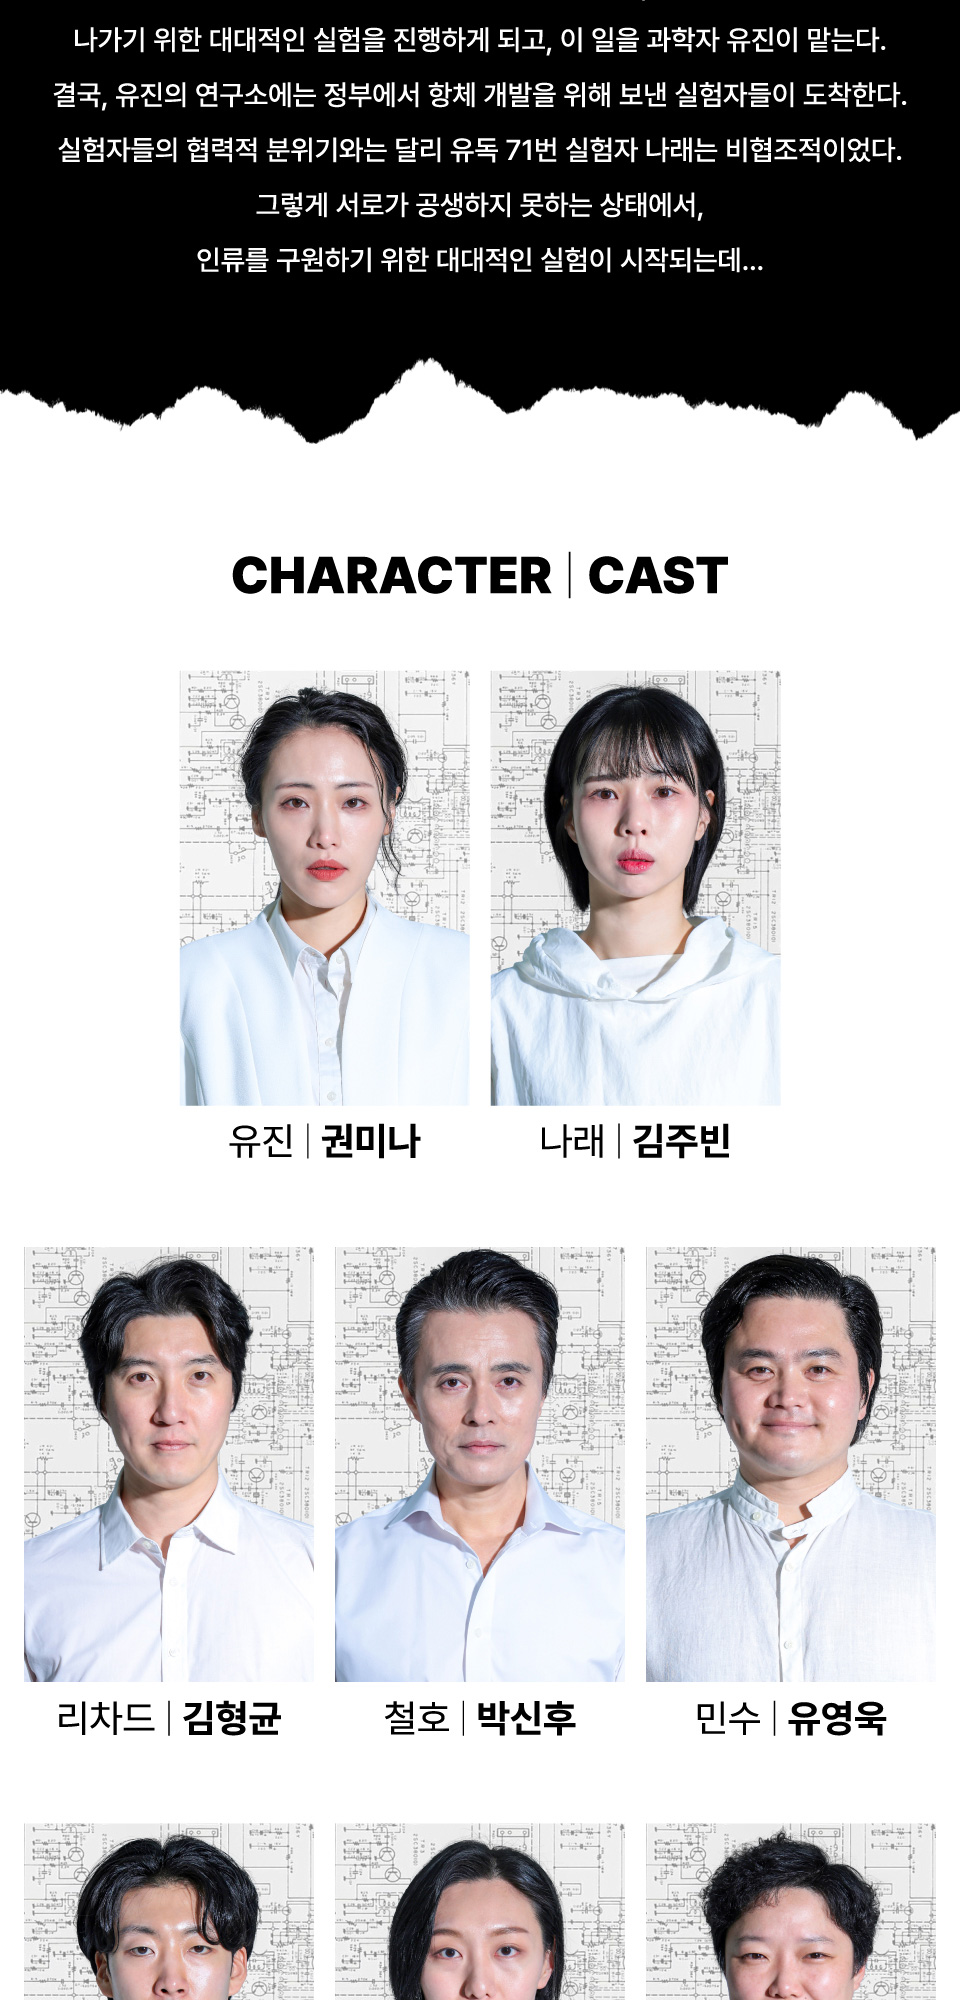 나가기 위한 대대적인 실험을 진행하게 되고, 이 일을 과학자 유진이 맡는다.
결국, 유진의 연구소에는 정부에서 항체 개발을 위해 보낸 실험자들이 도착한다.
실험자들의 협력적 분위기와는 달리 유독 71번 실험자 나래는 비협조적이었다.
그렇게 서로가 공생하지 못하는 상태에서,
인류를 구원하기 위한 대대적인 실험이 시작되는데...
CHARACTER | CAST
유진 | 권미나
나래 | 김주빈
리차드 | 김형균
철호 | 박신후
민수 | 유영욱